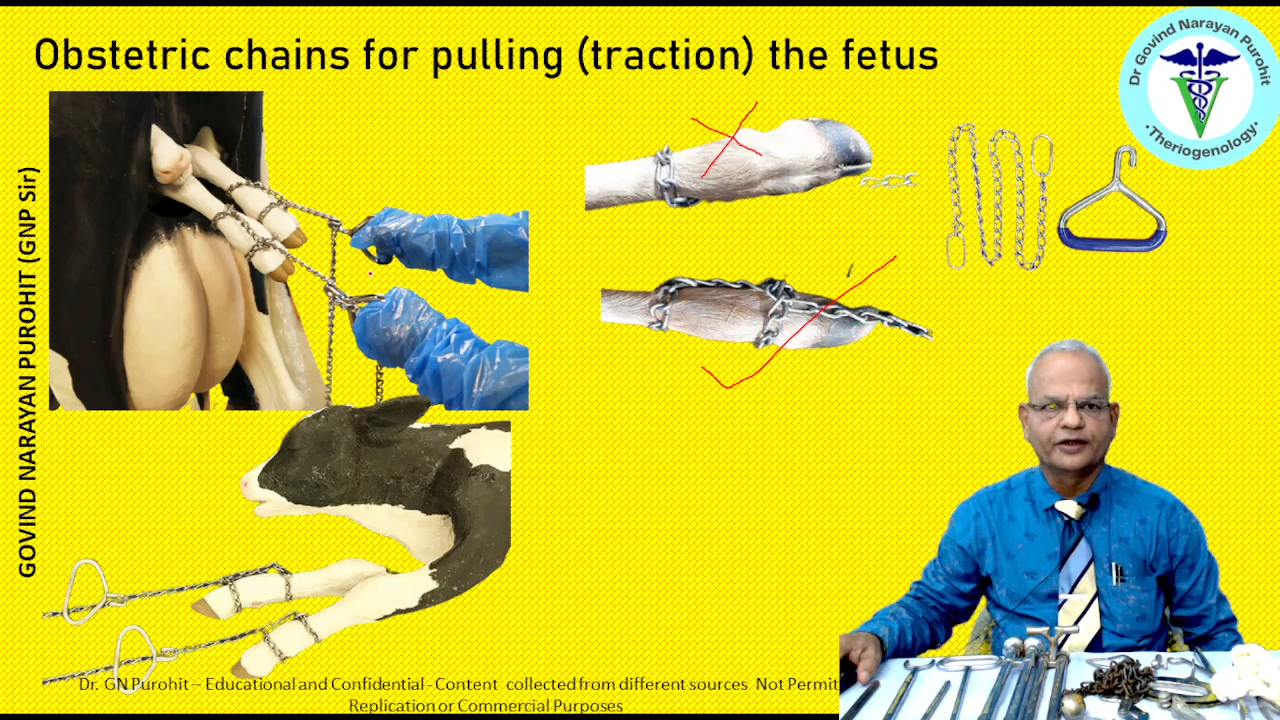 Obstetric chains for pulling (traction) the fetus
Dr Govind Narayan Purohit
V
·Theriogenology·
GOVIND NARAYAN PUROHIT (GNP Sir)
Dr. GN Purohit – Educational and Confidential - Content collected from different sources Not Permit
Replication or Commercial Purposes